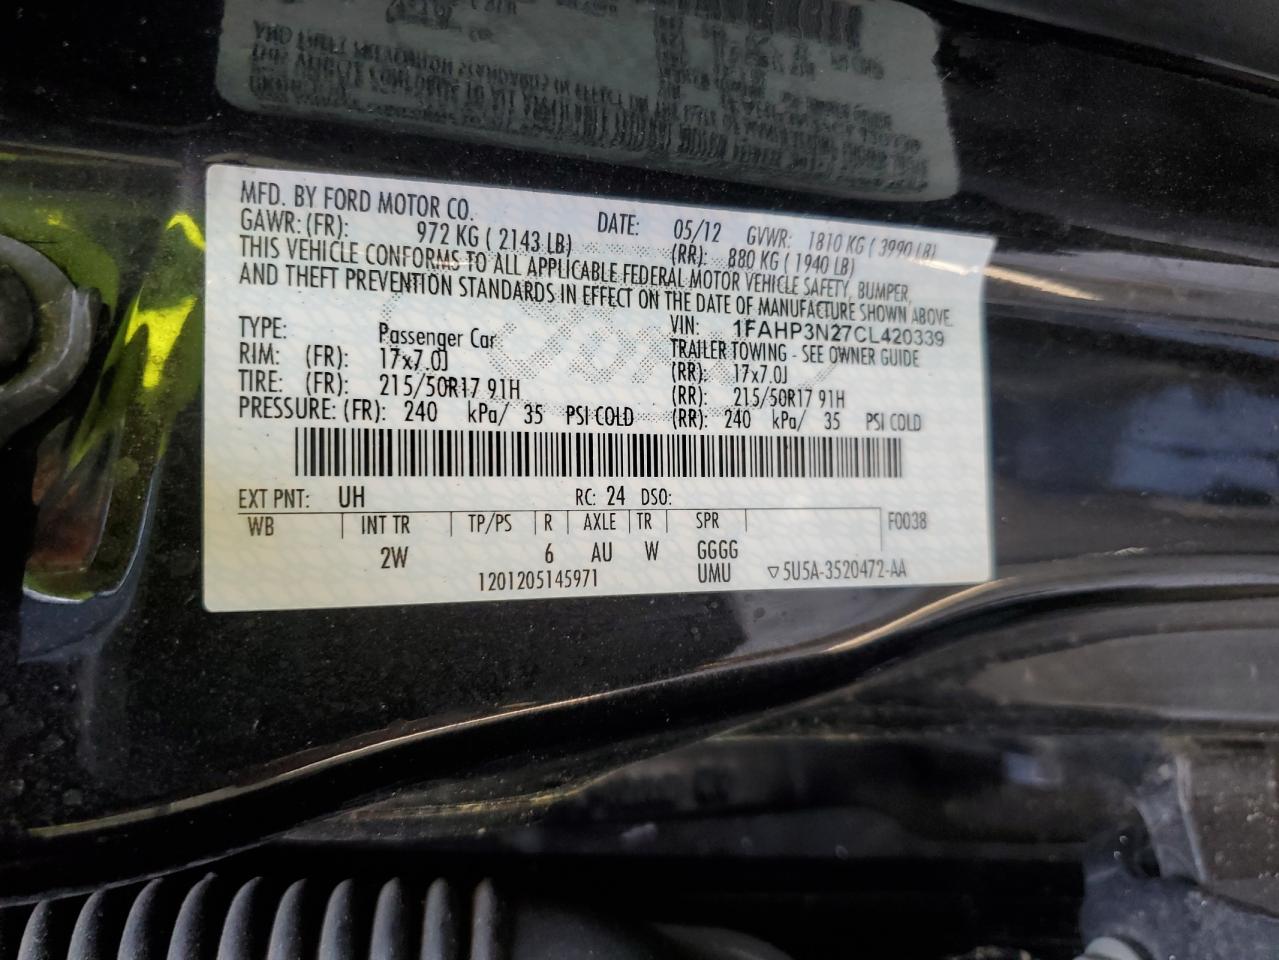 MFD. BY FORD MOTOR CO. DATE: 05/12 GVWR: 1810 KG ( 3990 LB)
GAWR: (FR): 972 KG ( 2143 LB) (RR): 880 KG ( 1940 LB)
THIS VEHICLE CONFORMS TO ALL APPLICABLE FEDERAL MOTOR VEHICLE SAFETY, BUMPER,
AND THEFT PREVENTION STANDARDS IN EFFECT ON THE DATE OF MANUFACTURE SHOWN ABOVE.
VIN: 1FAHP3N27CL420339
TYPE: Passenger Car TRAILER TOWING - SEE OWNER GUIDE
RIM: (FR): 17x7.0J (RR): 17x7.0J
TIRE: (FR): 215/50R17 91H (RR): 215/50R17 91H
PRESSURE: (FR): 240 kPa/ 35 PSI COLD (RR): 240 kPa/ 35 PSI COLD
EXT PNT: UH RC: 24 DSO:
WB INT TR TP/PS R AXLE TR SPR F0038
2W 6 AU W GGGG
1201205145971 UMU ▽5U5A-3520472-AA